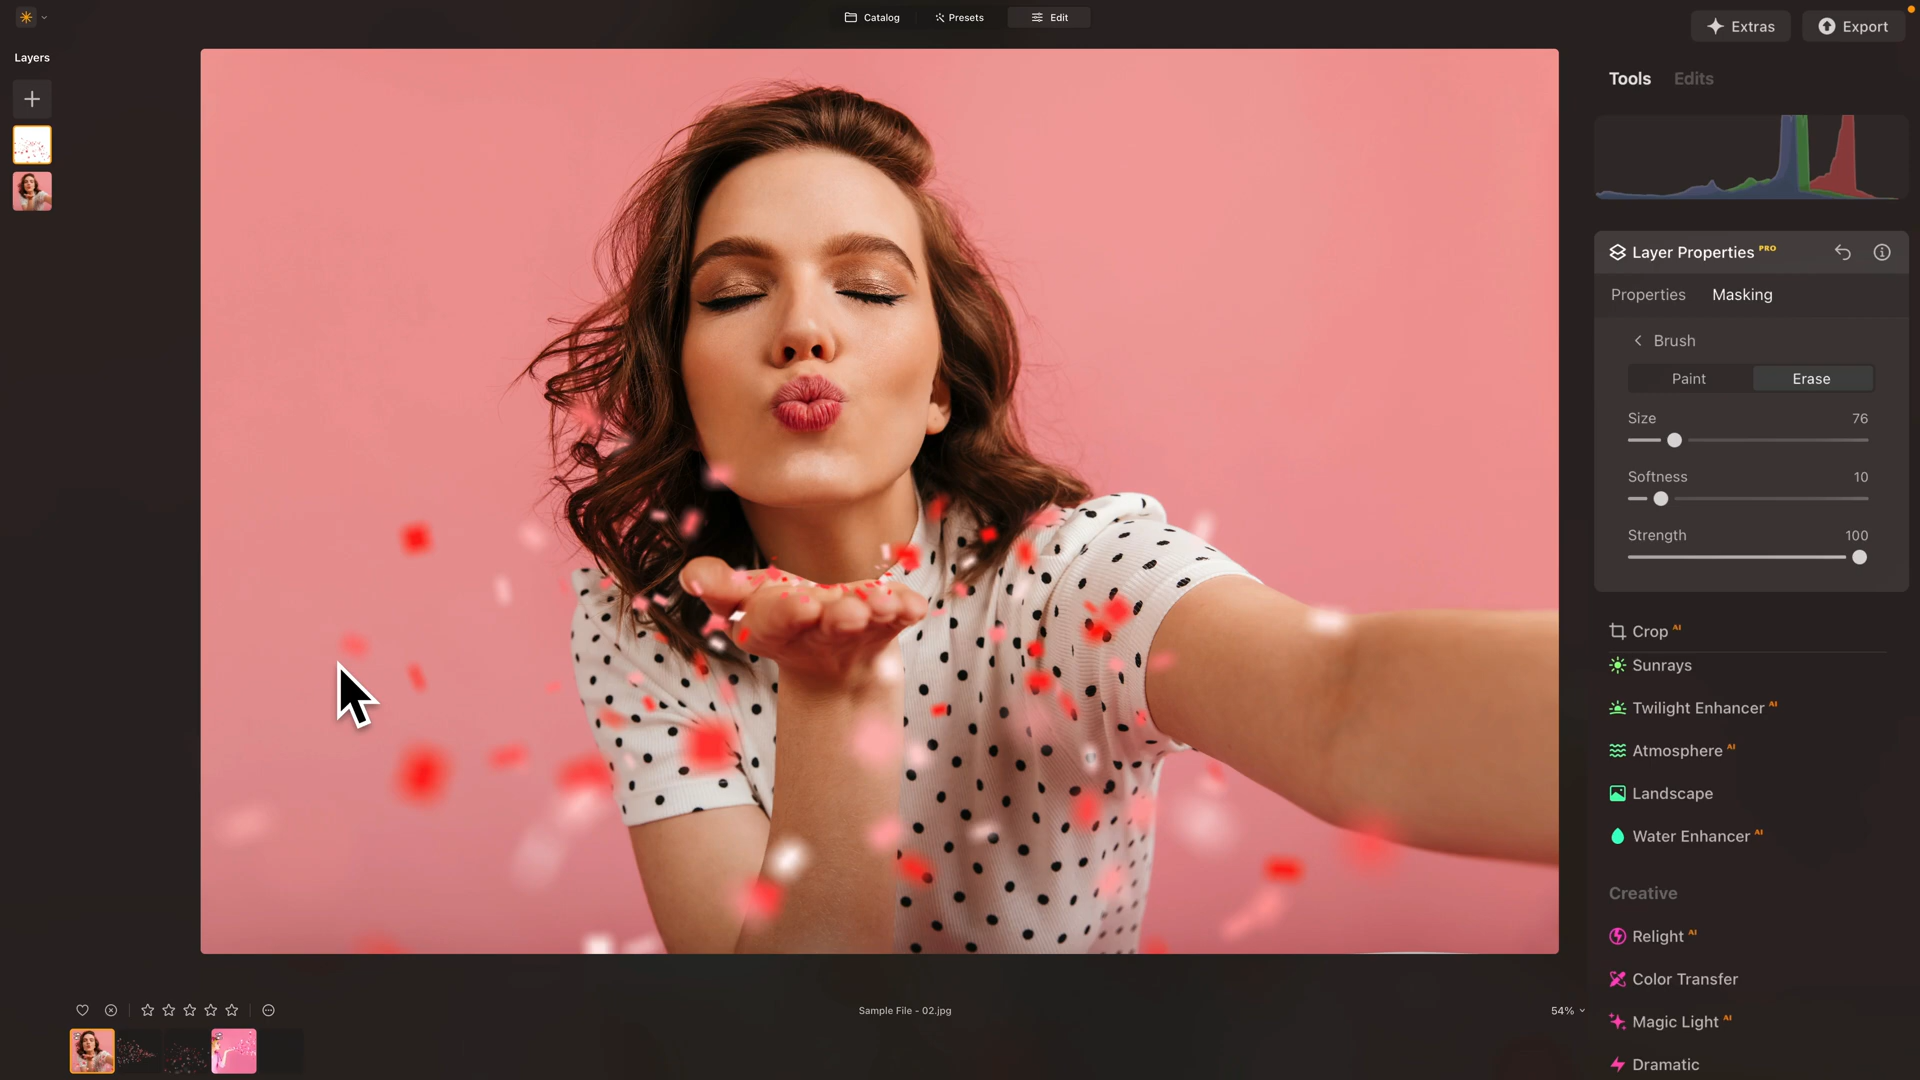 Catalog
Presets
Edit
Extras
Export
Layers
Tools
Edits
Layer Properties PRO
Properties
Masking
Brush
Paint
Erase
Size 76
Softness 10
Strength 100
Crop AI
Sunrays
Twilight Enhancer AI
Atmosphere AI
Landscape
Water Enhancer AI
Creative
Relight AI
Color Transfer
Magic Light AI
Dramatic
Sample File - 02.jpg
54%